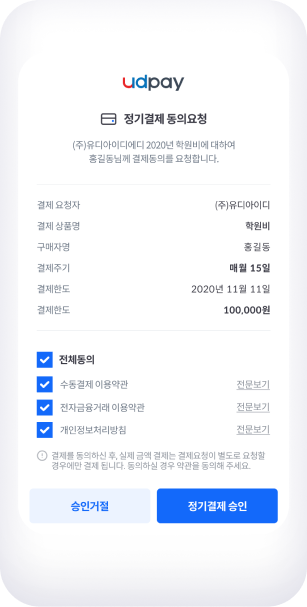 udpay
정기결제 동의요청
(주)유디아이디에디 2020년 학원비에 대하여
홍길동님께 결제동의를 요청합니다.
결제 요청자 (주)유디아이디
결제 상품명 학원비
구매자명 홍길동
결제주기 매월 15일
결제한도 2020년 11월 11일
결제한도 100,000원
전체동의
수동결제 이용약관 전문보기
전자금융거래 이용약관 전문보기
개인정보처리방침 전문보기
결제를 동의하신 후, 실제 금액 결제는 결제요청이 별도로 요청할
경우에만 결제 됩니다. 동의하실 경우 약관을 동의해 주세요.
승인거절 정기결제 승인